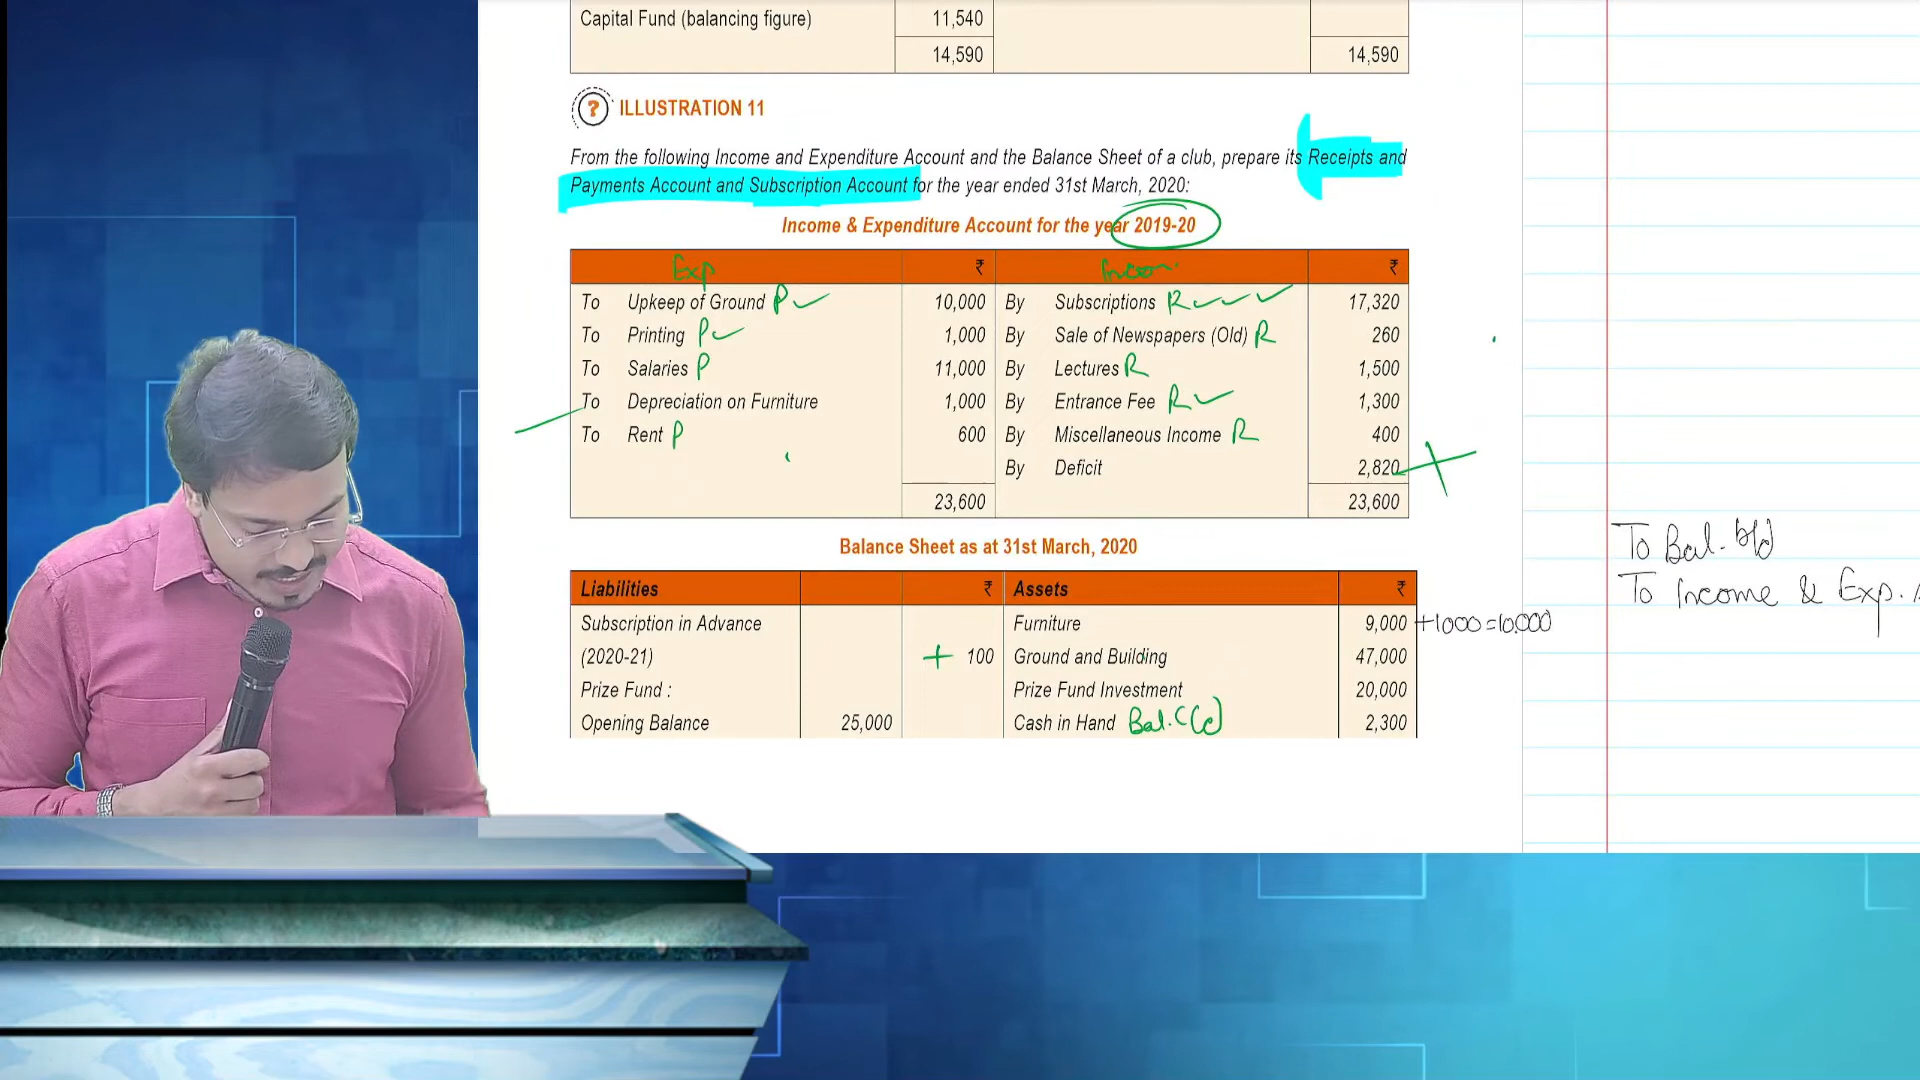 Capital Fund (balancing figure) 11,540
14,590 14,590
? ILLUSTRATION 11
From the following Income and Expenditure Account and the Balance Sheet of a club, prepare its Receipts and
Payments Account and Subscription Account for the year ended 31st March, 2020:
Income & Expenditure Account for the year 2019-20
Exp ₹ Incom ₹
To Upkeep of Ground P 10,000 By Subscriptions R 17,320
To Printing P 1,000 By Sale of Newspapers (Old) R 260
To Salaries P 11,000 By Lectures R 1,500
To Depreciation on Furniture 1,000 By Entrance Fee R 1,300
To Rent P 600 By Miscellaneous Income R 400
By Deficit 2,820
23,600 23,600
To Bal. b/d
Balance Sheet as at 31st March, 2020
To Income & Exp.
Liabilities ₹ Assets ₹
Subscription in Advance Furniture 9,000 +1000=10,000
(2020-21) + 100 Ground and Building 47,000
Prize Fund : Prize Fund Investment 20,000
Opening Balance 25,000 Cash in Hand Bal. C/d 2,300